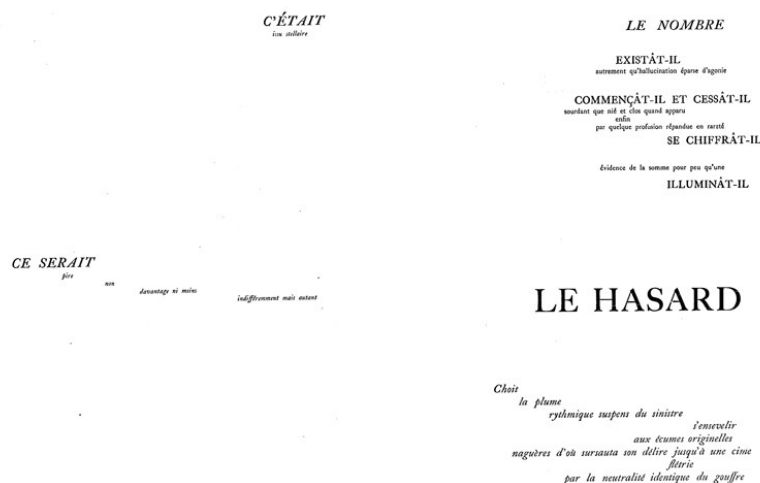 C'ÉTAIT
issu stellaire
CE SERAIT
pire
non
davantage ni moins
indifféremment mais autant
LE NOMBRE
EXISTÂT-IL
autrement qu'hallucination éparse d'agonie
COMMENÇÂT-IL ET CESSÂT-IL
sourdant que nié et clos quand apparu
enfin
par quelque profusion répandue en rareté
SE CHIFFRÂT-IL
évidence de la somme pour peu qu'une
ILLUMINÂT-IL
LE HASARD
Choit
la plume
rythmique suspens du sinistre
s'ensevelir
aux écumes originelles
naguères d'où sursauta son délire jusqu'à une cime
flétrie
par la neutralité identique du gouffre